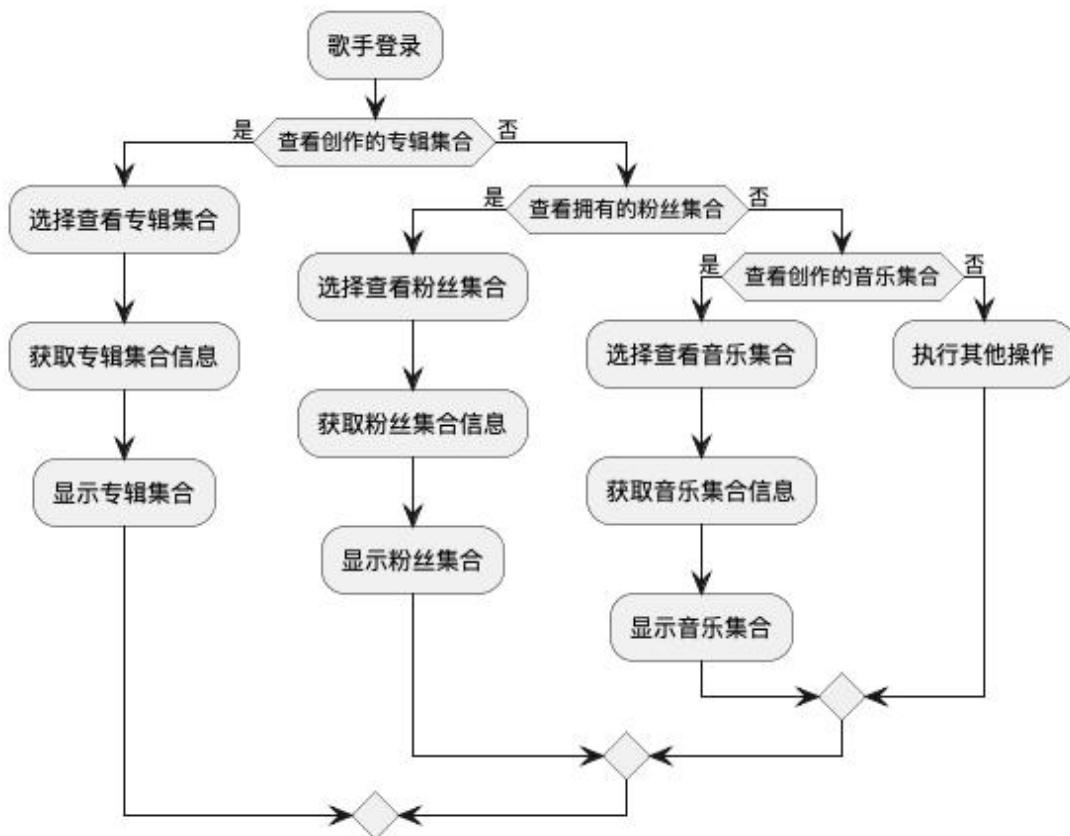 歌手登录
是
查看创作的专辑集合
否
选择查看专辑集合
是
查看拥有的粉丝集合
否
选择查看粉丝集合
是
查看创作的音乐集合
否
获取专辑集合信息
选择查看音乐集合
执行其他操作
获取粉丝集合信息
显示专辑集合
获取音乐集合信息
显示粉丝集合
显示音乐集合